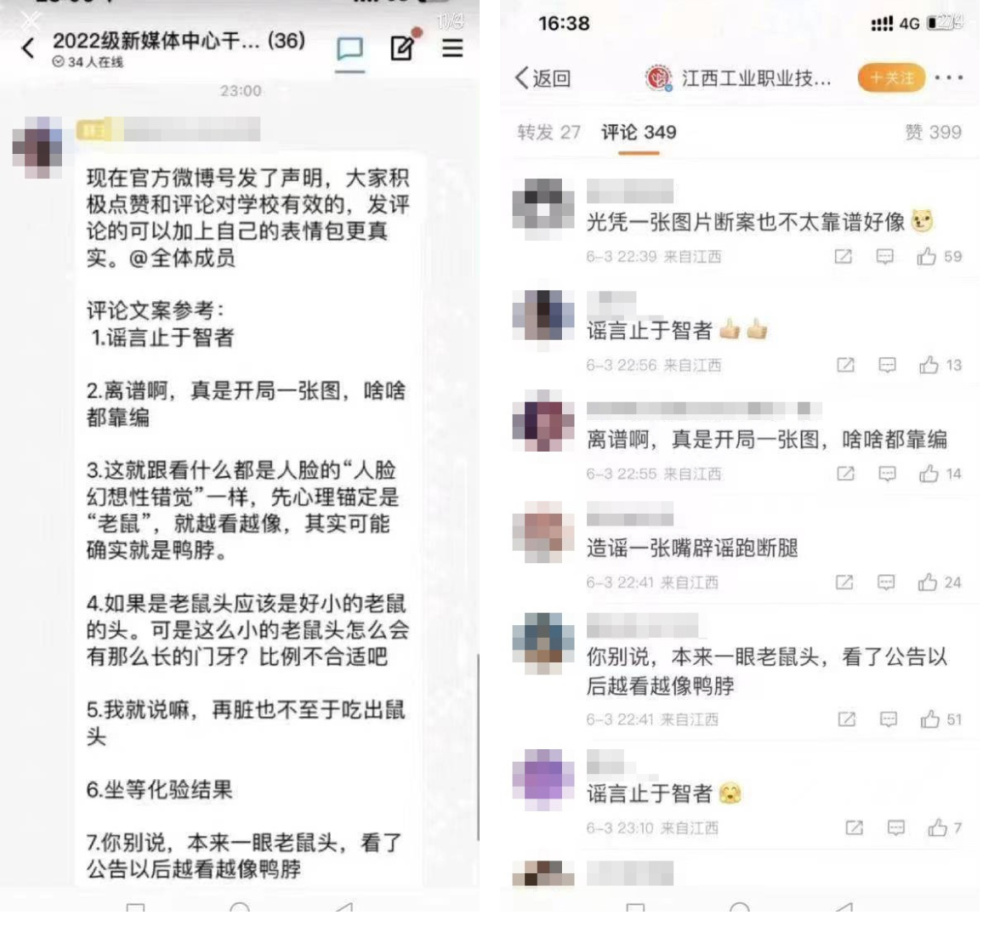 2022级新媒体中心干... (36)
34人在线
23:00
现在官方微博号发了声明，大家积
极点赞和评论对学校有效的，发评
论的可以加上自己的表情包更真
实。@全体成员
评论文案参考：
1.谣言止于智者
2.离谱啊，真是开局一张图，啥啥
都靠编
3.这就跟看什么都是人脸的“人脸
幻想性错觉”一样，先心理锚定是
“老鼠”，就越看越像，其实可能
确实就是鸭脖。
4.如果是老鼠头应该是好小的老鼠
的头。可是这么小的老鼠头怎么会
有那么长的门牙？比例不合适吧
5.我就说嘛，再脏也不至于吃出鼠
头
6.坐等化验结果
7.你别说，本来一眼老鼠头，看了
公告以后越看越像鸭脖
16:38
4G
返回
江西工业职业技...
+关注
转发 27 评论 349 赞 399
光凭一张图片断案也不太靠谱好像
6-3 22:39 来自江西 59
谣言止于智者
6-3 22:56 来自江西 13
离谱啊，真是开局一张图，啥啥都靠编
6-3 22:55 来自江西 14
造谣一张嘴辟谣跑断腿
6-3 22:41 来自江西 24
你别说，本来一眼老鼠头，看了公告以
后越看越像鸭脖
6-3 22:41 来自江西 51
谣言止于智者
6-3 23:10 来自江西 7